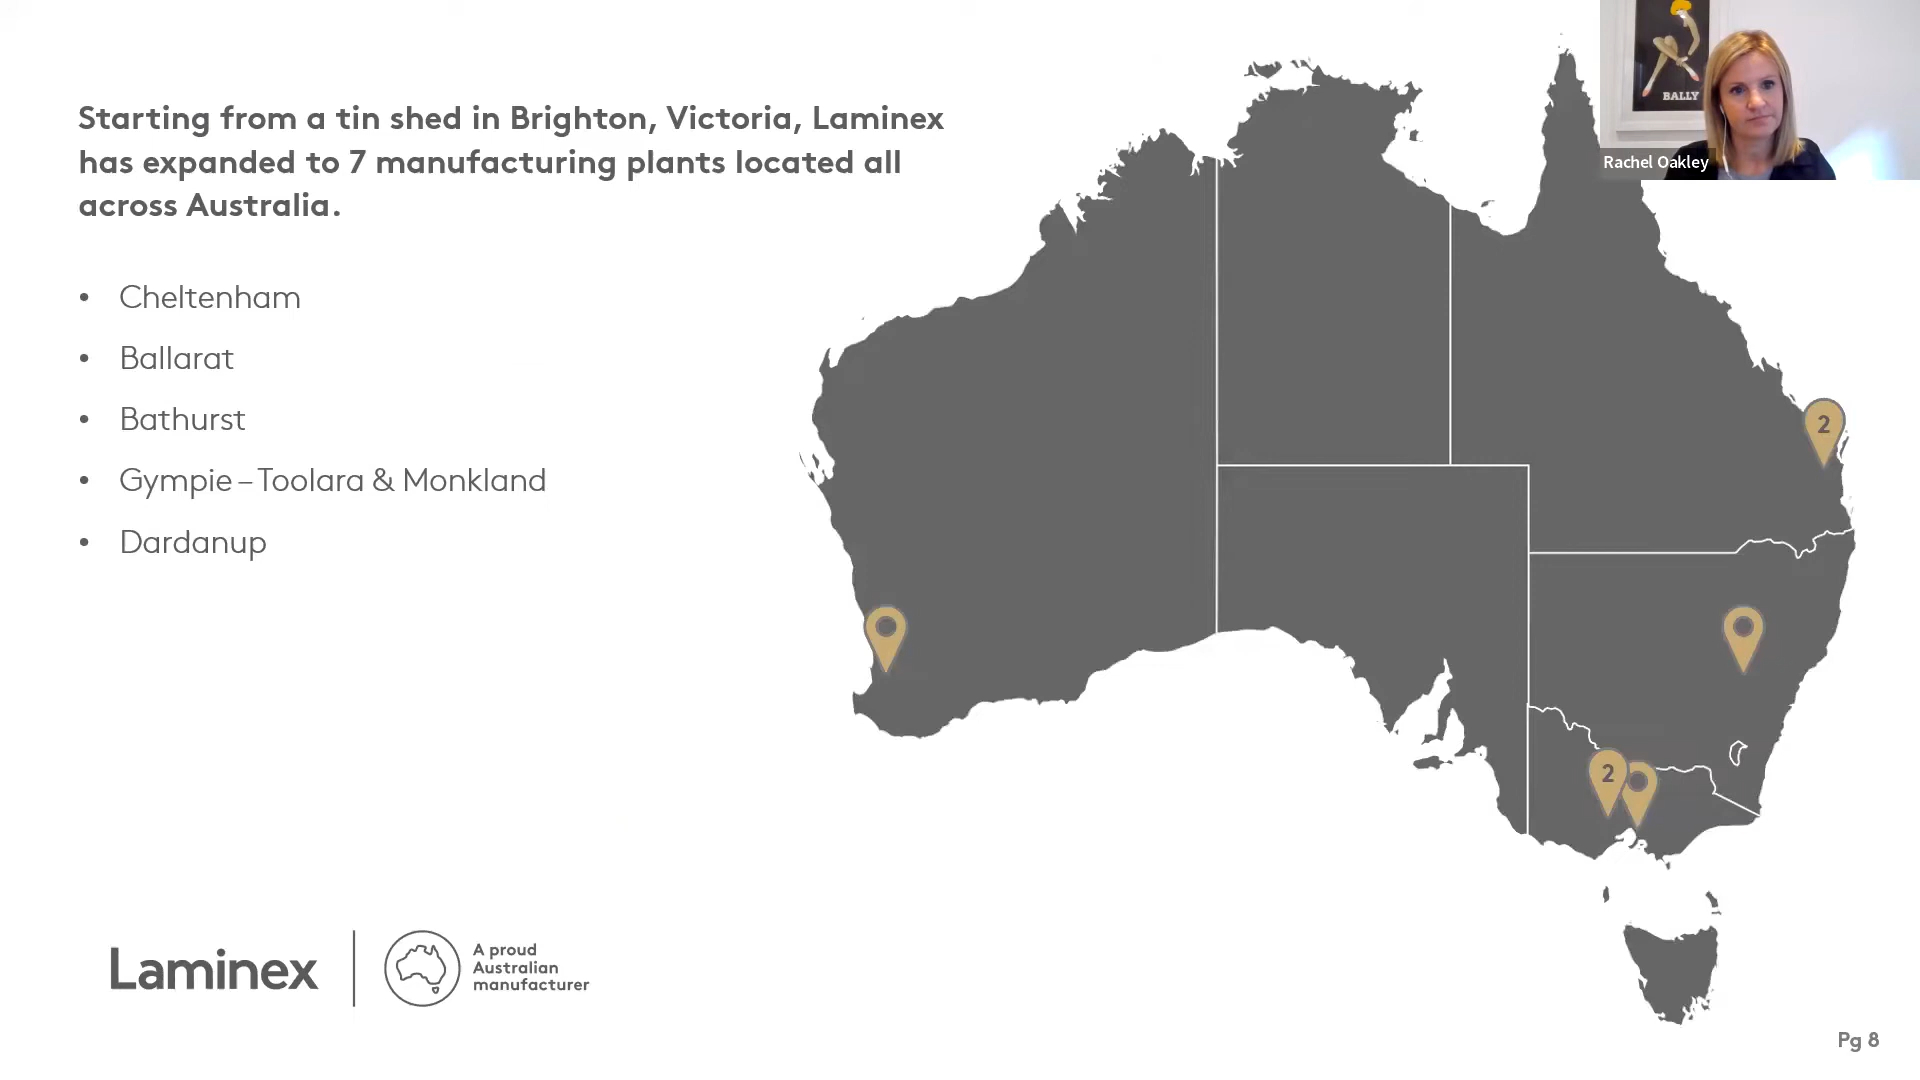 Starting from a tin shed in Brighton, Victoria, Laminex
has expanded to 7 manufacturing plants located all
across Australia.
• Cheltenham
• Ballarat
• Bathurst
• Gympie – Toolara & Monkland
• Dardanup
BALLY
Rachel Oakley
2
2
Laminex
A proud
Australian
manufacturer
Pg 8